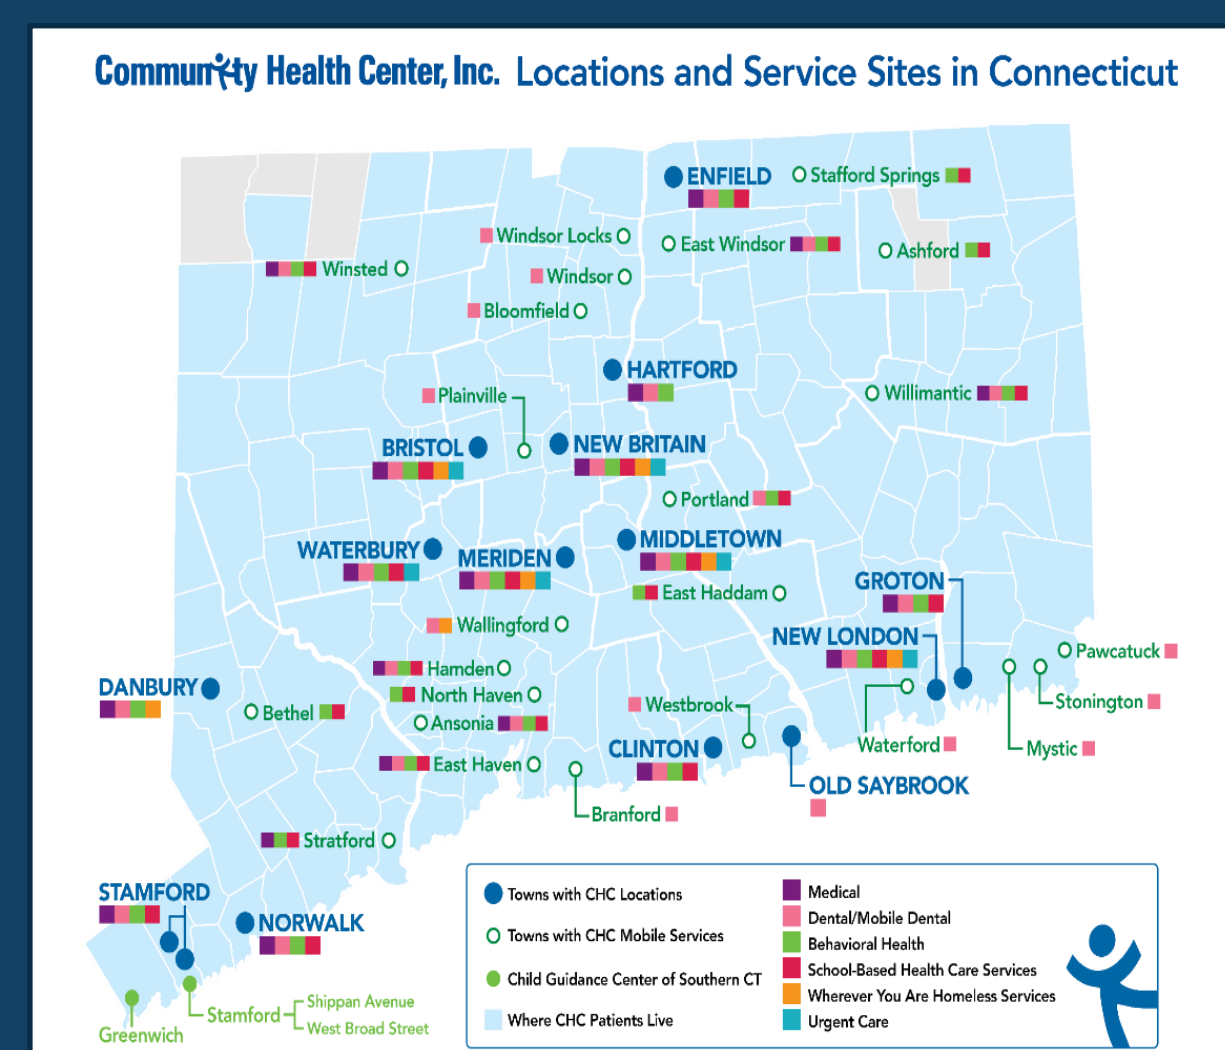 Community Health Center, Inc. Locations and Service Sites in Connecticut
ENFIELD
Stafford Springs
Windsor Locks
East Windsor
Ashford
Winsted
Windsor
Bloomfield
HARTFORD
Plainville
Willimantic
BRISTOL
NEW BRITAIN
Portland
WATERBURY
MERIDEN
MIDDLETOWN
GROTON
East Haddam
Wallingford
NEW LONDON
Pawcatuck
Hamden
DANBURY
North Haven
Stonington
Bethel
Ansonia
Westbrook
Waterford
Mystic
CLINTON
East Haven
OLD SAYBROOK
Branford
Stratford
STAMFORD
NORWALK
Shippan Avenue
Stamford
West Broad Street
Greenwich
Towns with CHC Locations
Towns with CHC Mobile Services
Child Guidance Center of Southern CT
Where CHC Patients Live
Medical
Dental/Mobile Dental
Behavioral Health
School-Based Health Care Services
Wherever You Are Homeless Services
Urgent Care